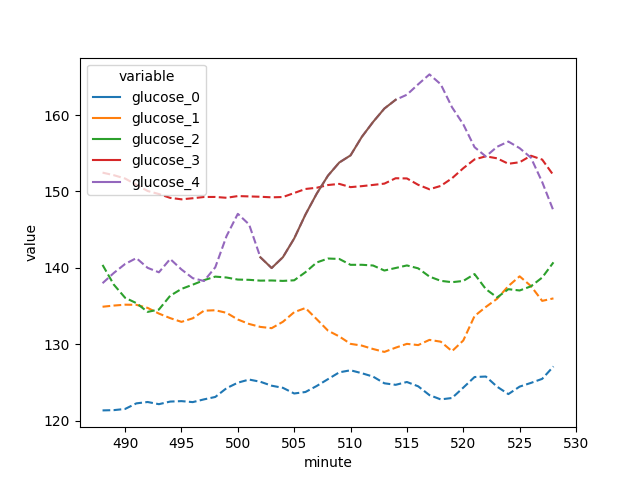 variable
glucose_0
glucose_1
glucose_2
glucose_3
glucose_4
160
150
140
130
120
value
490 495 500 505 510 515 520 525 530
minute